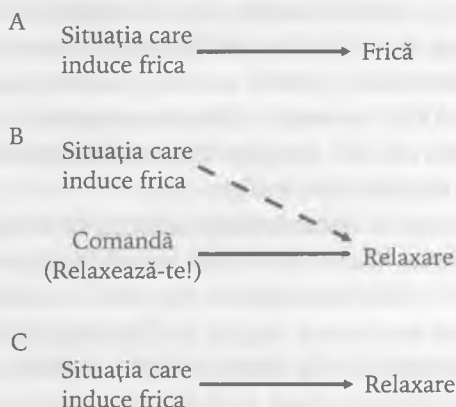 A
Situația care
induce frica
Frică
B
Situația care
induce frica
Comandă
(Relaxează-te!)
Relaxare
C
Situația care
induce frica
Relaxare